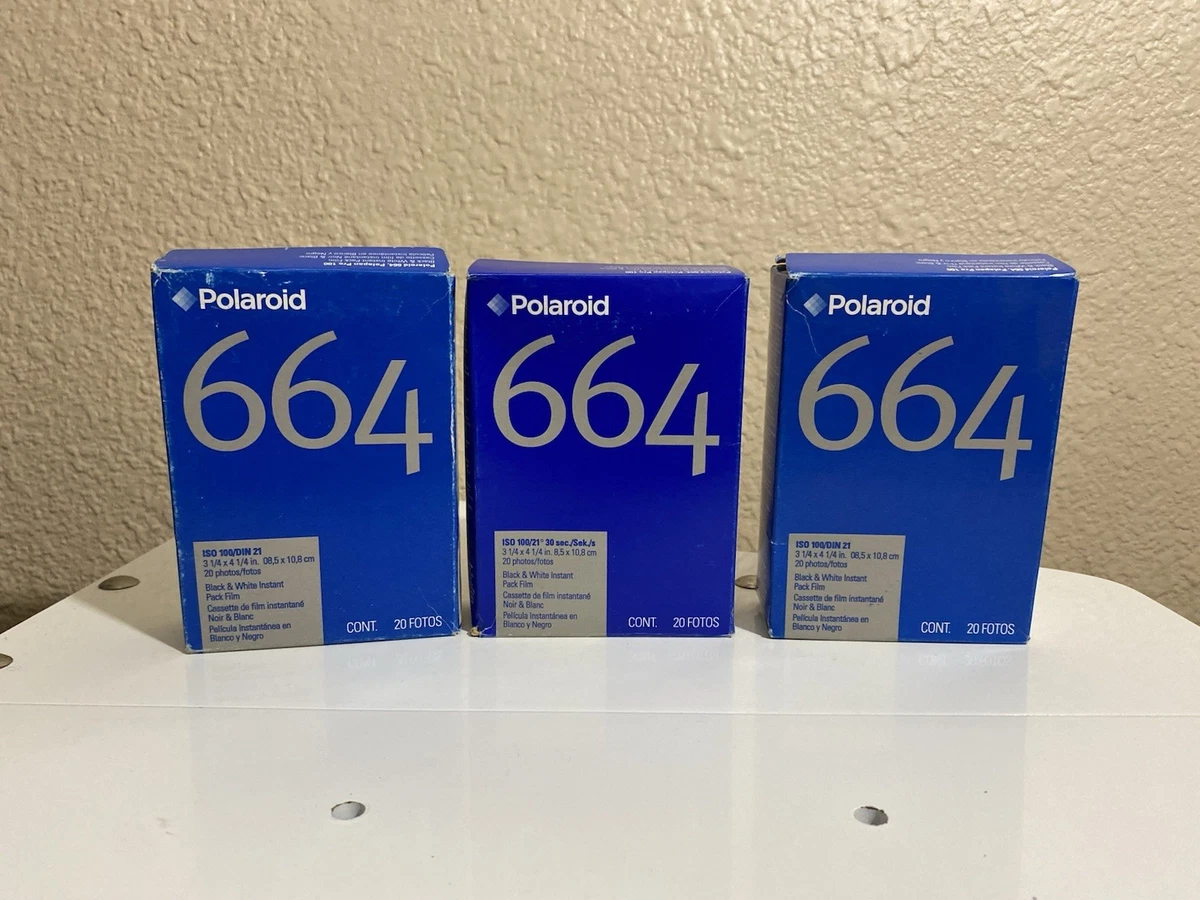 Polaroid
664
ISO 100/DIN 21
3 1/4 x 4 1/4 in. 08,5 x 10,8 cm
20 photos/fotos
Black & White Instant
Pack Film
Cassette de film instantané
Noir & Blanc
Película Instantánea en
Blanco y Negro
CONT. 20 FOTOS
Polaroid
664
ISO 100/21° 30 sec./Sek./s
3 1/4 x 4 1/4 in. 8,5 x 10,8 cm
20 photos/fotos
Black & White Instant
Pack Film
Cassette de film instantané
Noir & Blanc
Película Instantánea en
Blanco y Negro
CONT. 20 FOTOS
Polaroid 664, Polapan Pro 100
Polaroid
664
ISO 100/DIN 21
3 1/4 x 4 1/4 in. 08,5 x 10,8 cm
20 photos/fotos
Black & White Instant
Pack Film
Cassette de film instantané
Noir & Blanc
Película Instantánea en
Blanco y Negro
CONT. 20 FOTOS